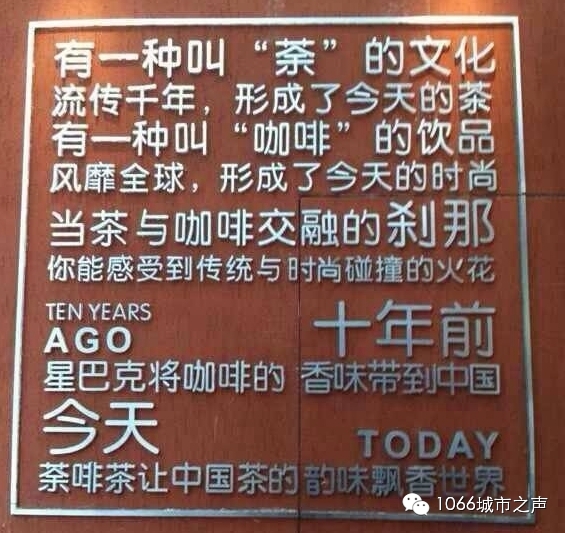 有一种叫“荼”的文化
流传千年，形成了今天的茶
有一种叫“咖啡”的饮品
风靡全球，形成了今天的时尚
当茶与咖啡交融的刹那
你能感受到传统与时尚碰撞的火花
TEN YEARS
AGO 十年前
星巴克将咖啡的 香味带到中国
今天
TODAY
荼啡茶让中国茶的韵味飘香世界
1066城市之声